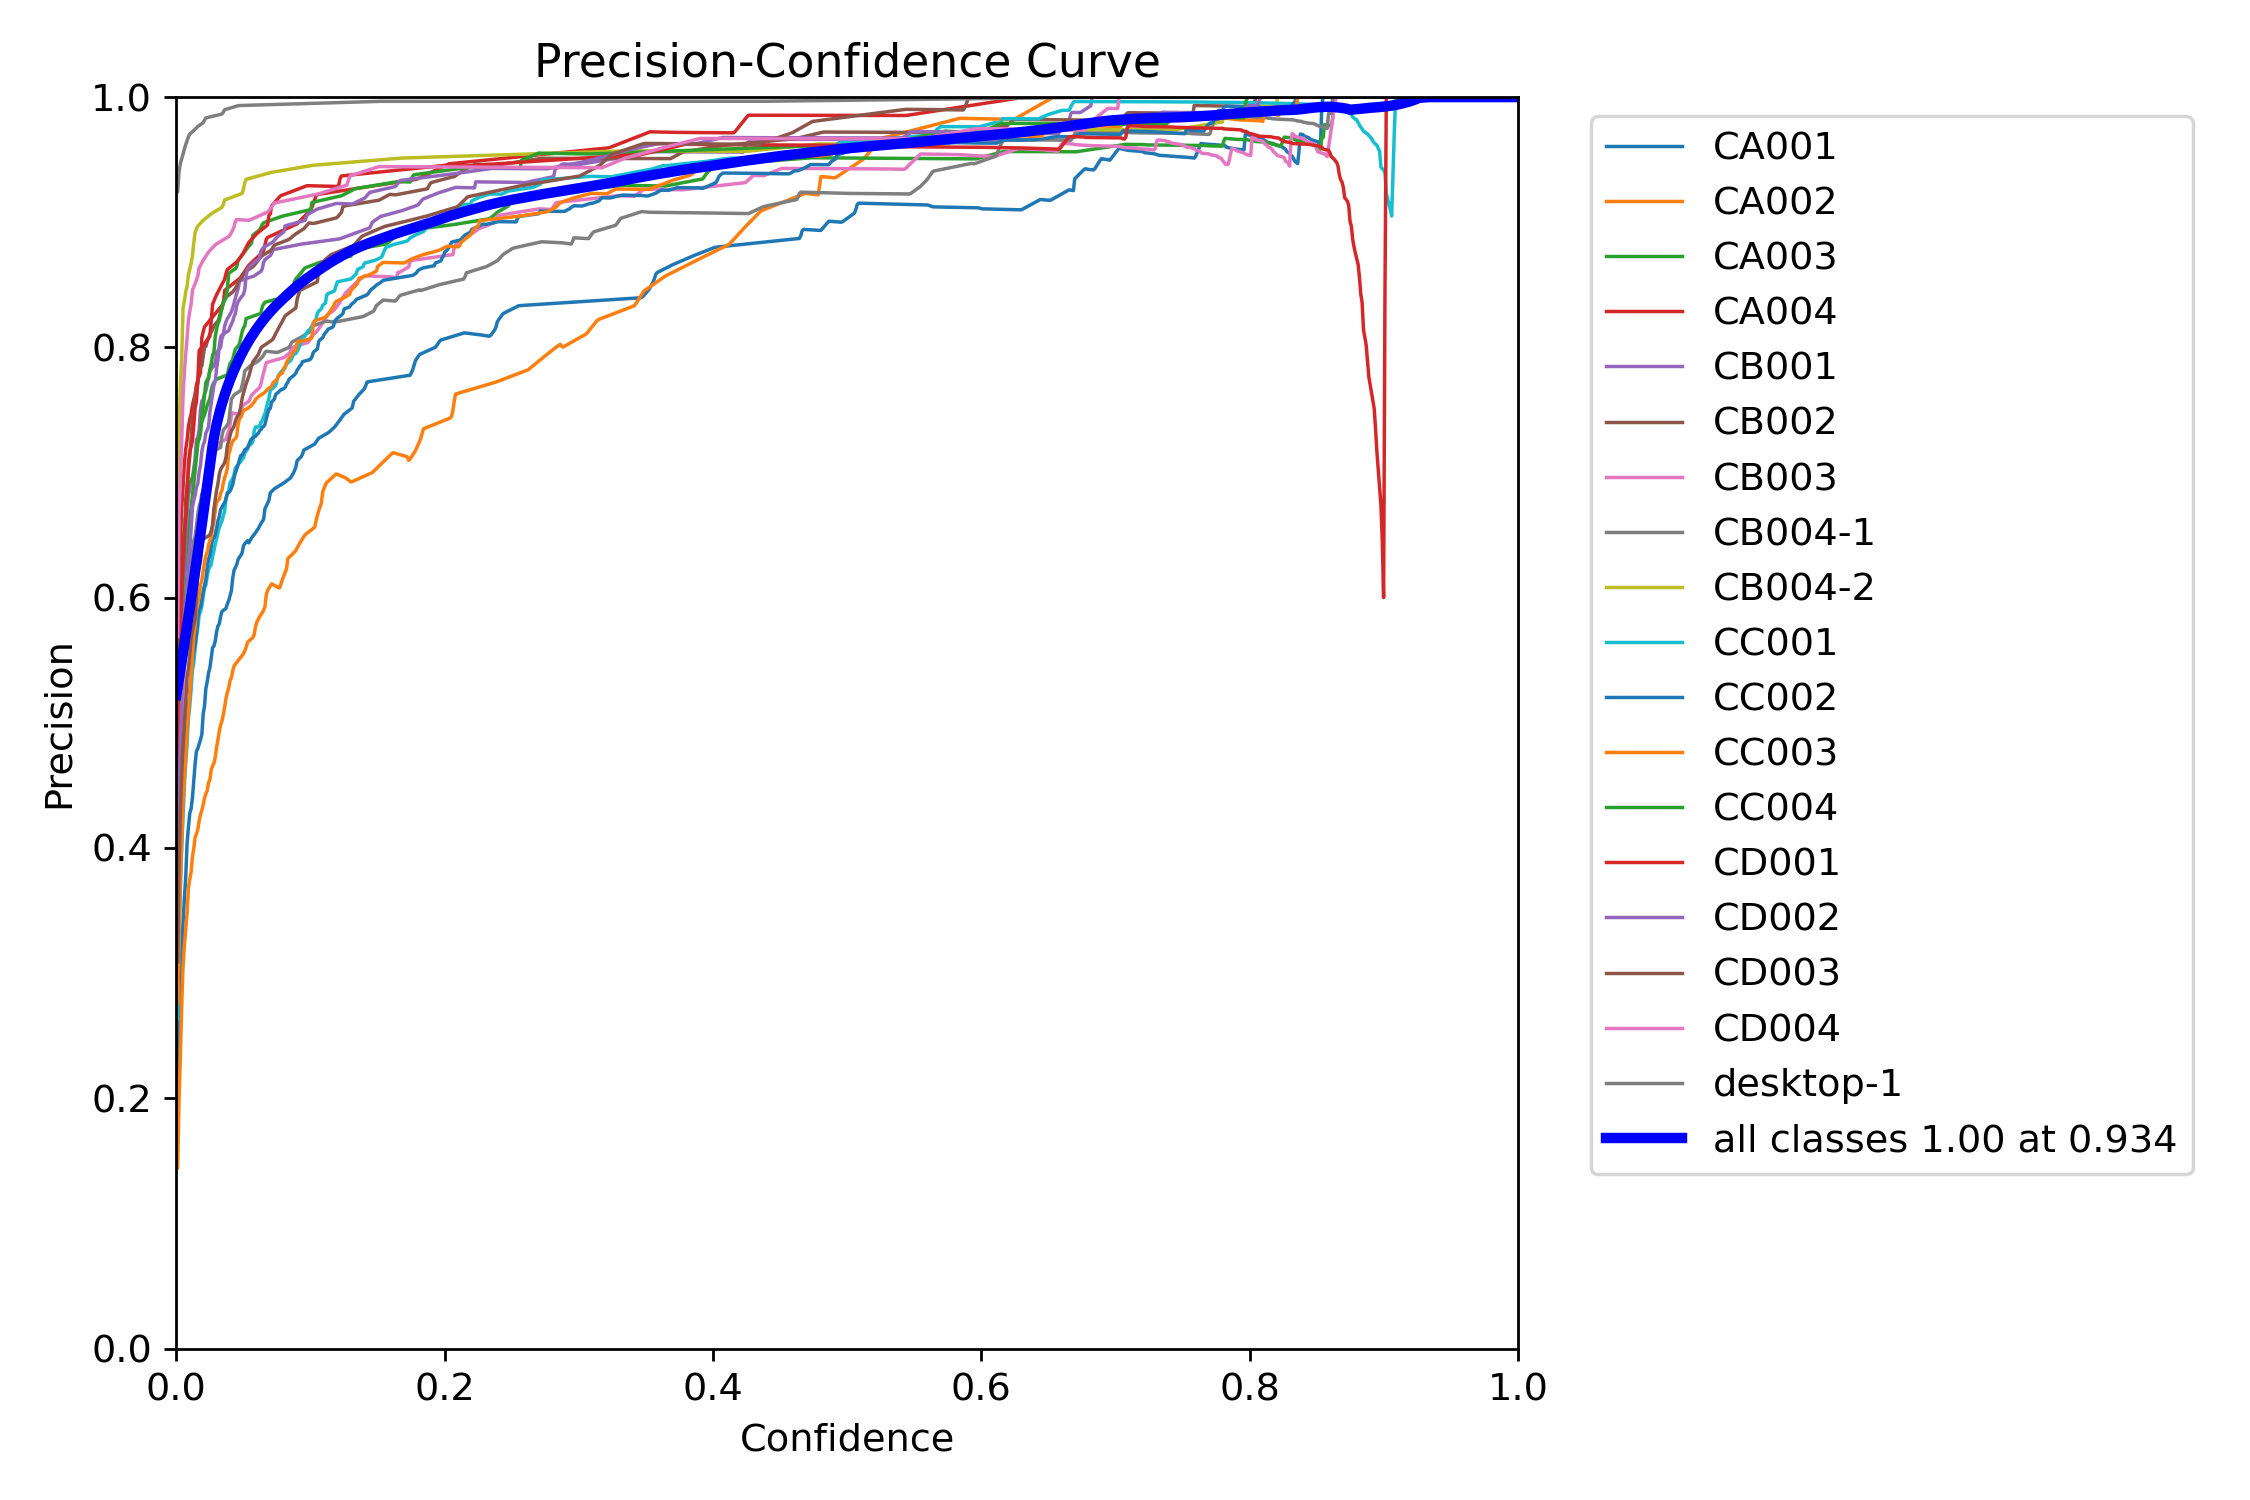 Precision-Confidence Curve
1.0
0.8
0.6
0.4
0.2
0.0
Precision
0.0 0.2 0.4 0.6 0.8 1.0
Confidence
CA001
CA002
CA003
CA004
CB001
CB002
CB003
CB004-1
CB004-2
CC001
CC002
CC003
CC004
CD001
CD002
CD003
CD004
desktop-1
all classes 1.00 at 0.934